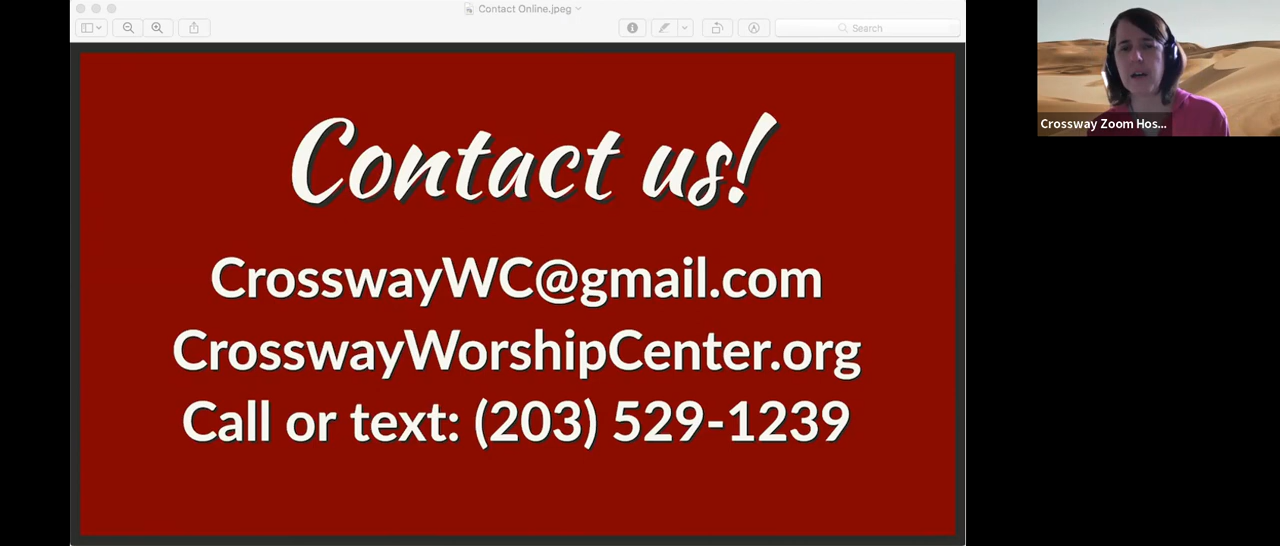 Contact Online.jpeg
Search
Contact us!
CrosswayWC@gmail.com
CrosswayWorshipCenter.org
Call or text: (203) 529-1239
Crossway Zoom Hos...